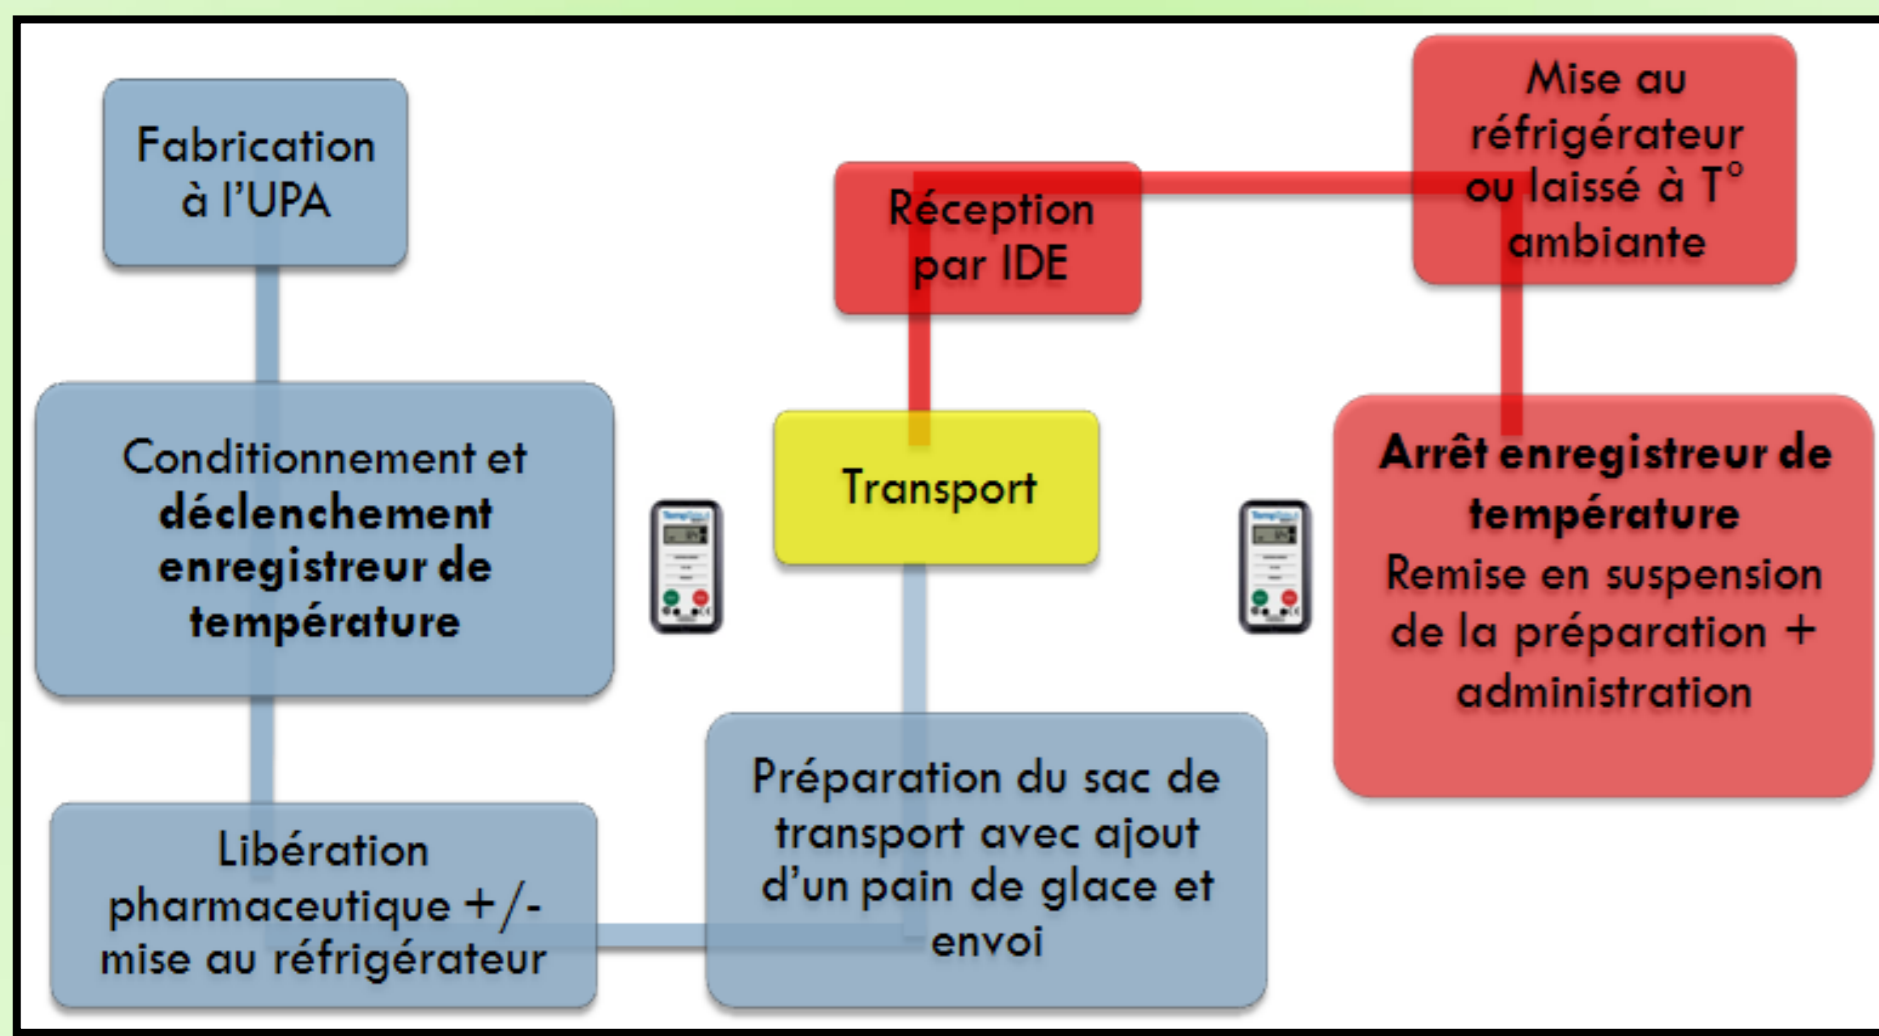 Fabrication
à l'UPA
Conditionnement et
déclenchement
enregistreur de
température
Libération
pharmaceutique +/-
mise au réfrigérateur
Préparation du sac de
transport avec ajout
d'un pain de glace et
envoi
Transport
Réception
par IDE
Mise au
réfrigérateur
ou laissé à T°
ambiante
Arrêt enregistreur de
température
Remise en suspension
de la préparation +
administration